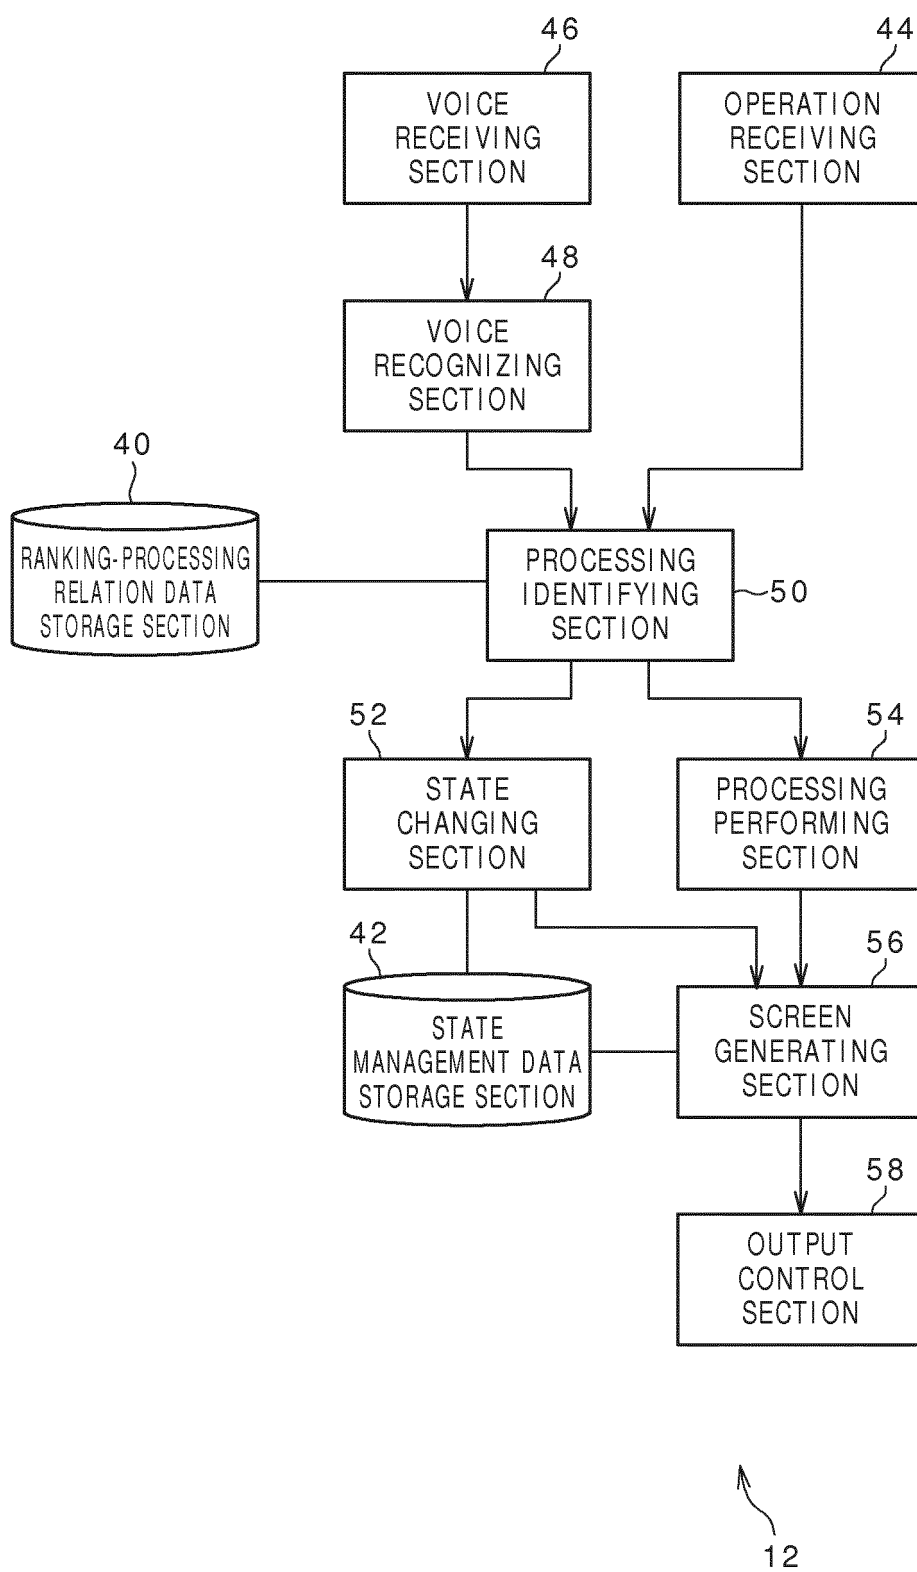 46
44
VOICE
RECEIVING
SECTION
OPERATION
RECEIVING
SECTION
48
VOICE
RECOGNIZING
SECTION
40
RANKING-PROCESSING
RELATION DATA
STORAGE SECTION
PROCESSING
IDENTIFYING
SECTION
50
52
54
STATE
CHANGING
SECTION
PROCESSING
PERFORMING
SECTION
42
56
STATE
MANAGEMENT DATA
STORAGE SECTION
SCREEN
GENERATING
SECTION
58
OUTPUT
CONTROL
SECTION
12